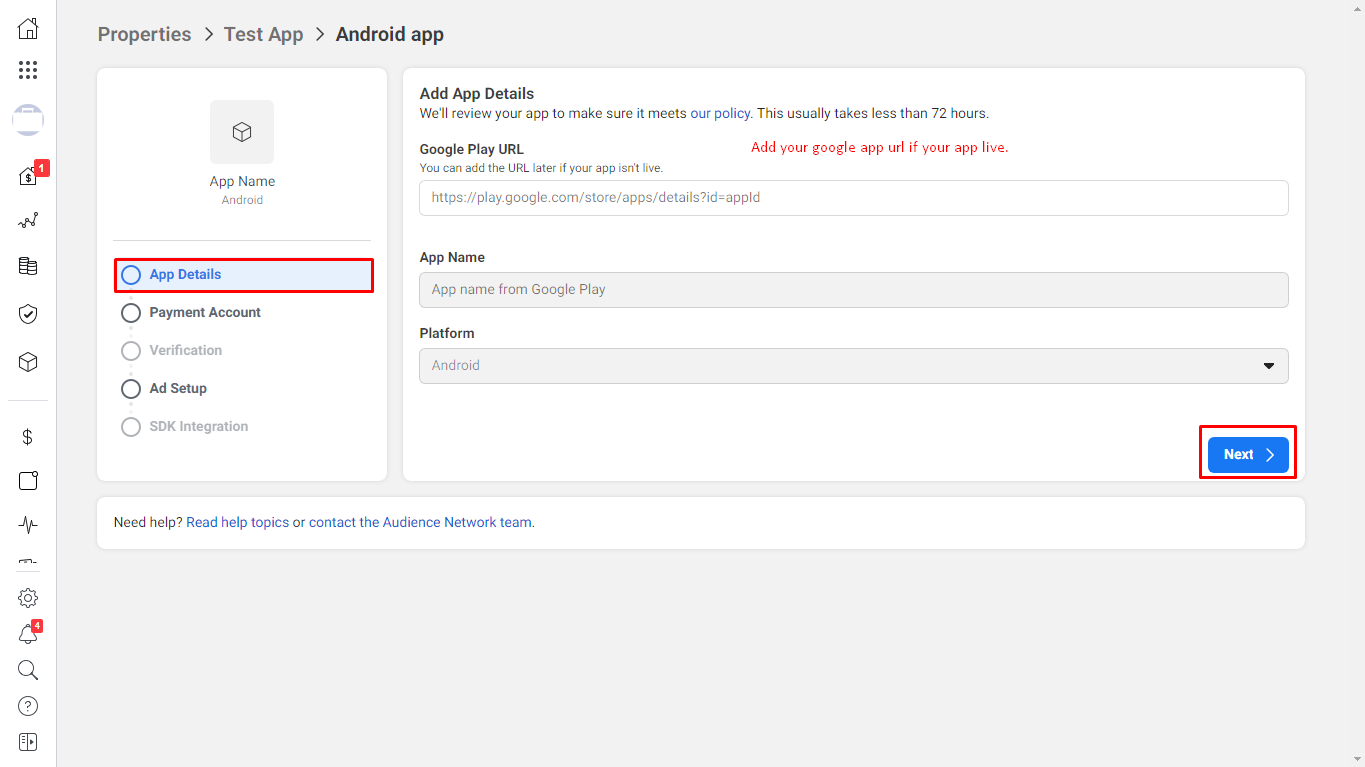 Properties > Test App > Android app
1
App Name
Android
App Details
Payment Account
Verification
Ad Setup
SDK Integration
Add App Details
We'll review your app to make sure it meets our policy. This usually takes less than 72 hours.
Google Play URL
Add your google app url if your app live.
You can add the URL later if your app isn't live.
https://play.google.com/store/apps/details?id=appId
App Name
App name from Google Play
Platform
Android
Next
Need help? Read help topics or contact the Audience Network team.
4